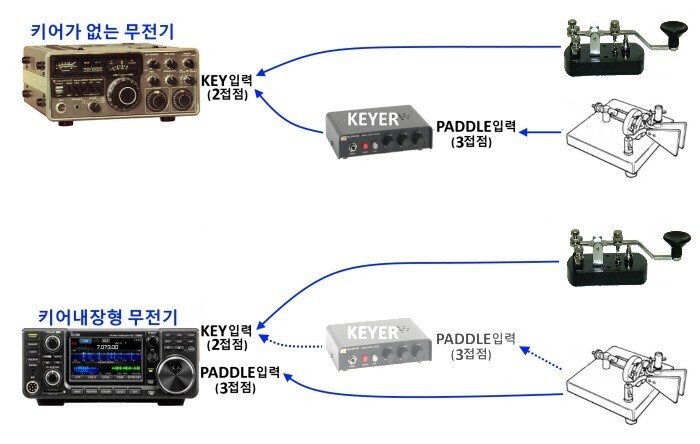 키어가 없는 무전기
KEY입력
(2접점)
KEYER
PADDLE입력
(3접점)
키어내장형 무전기
KEY입력
(2접점)
KEYER
PADDLE입력
(3접점)
PADDLE입력
(3접점)
7.073.00